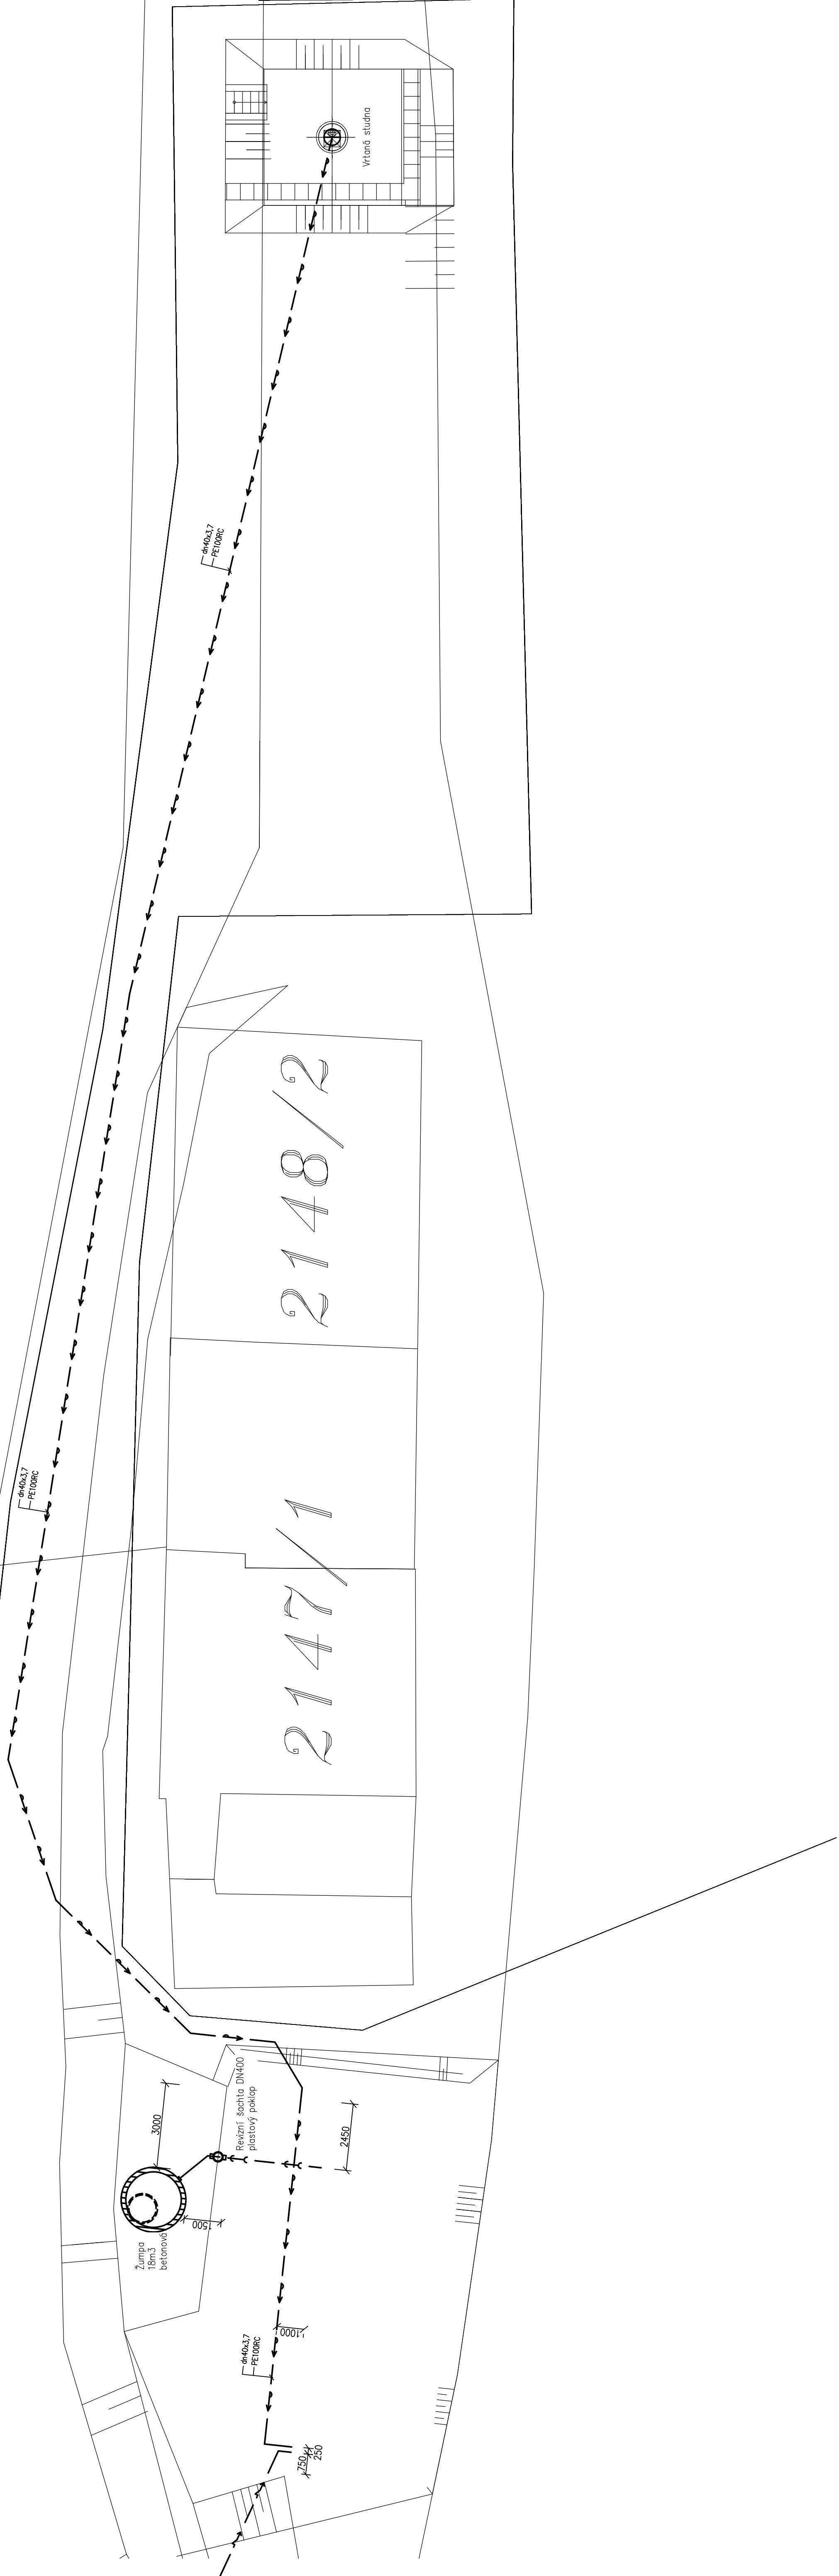 Vrtaná studna
dn40x3,7
PE100RC
2148/2
dn40x3,7
PE100RC
2147/1
Revizní šachta DN400
plastový poklop
3000
2450
1500
Žumpa
18m3
betonová
1000
dn40x3,7
PE100RC
750
250